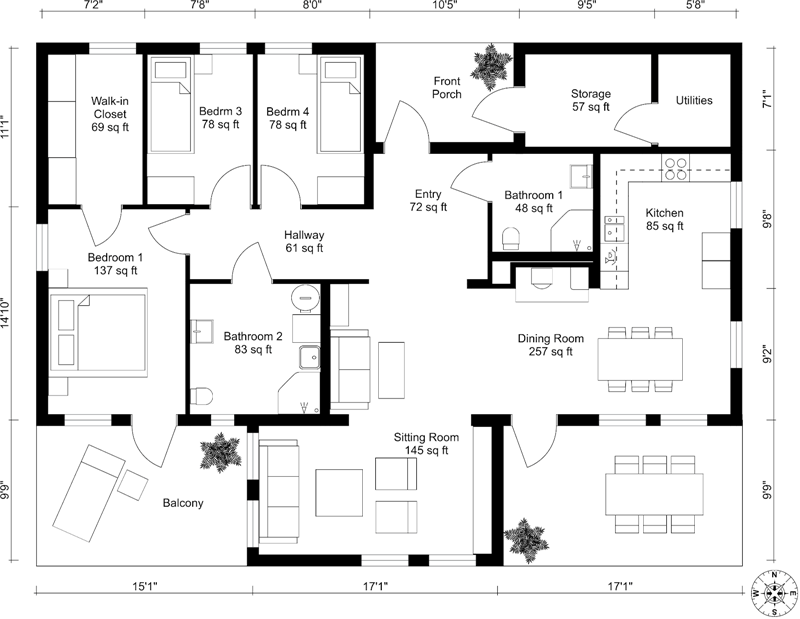 7'2"
7'8"
8'0"
10'5"
9'5"
5'8"
11'1"
14'10"
9'9"
7'1"
9'8"
9'2"
9'9"
Walk-in
Closet
69 sq ft
Bedrm 3
78 sq ft
Bedrm 4
78 sq ft
Front
Porch
Storage
57 sq ft
Utilities
Entry
72 sq ft
Bathroom 1
48 sq ft
Kitchen
85 sq ft
Hallway
61 sq ft
Bedroom 1
137 sq ft
Bathroom 2
83 sq ft
Dining Room
257 sq ft
Sitting Room
145 sq ft
Balcony
15'1"
17'1"
17'1"
N
W
E
S